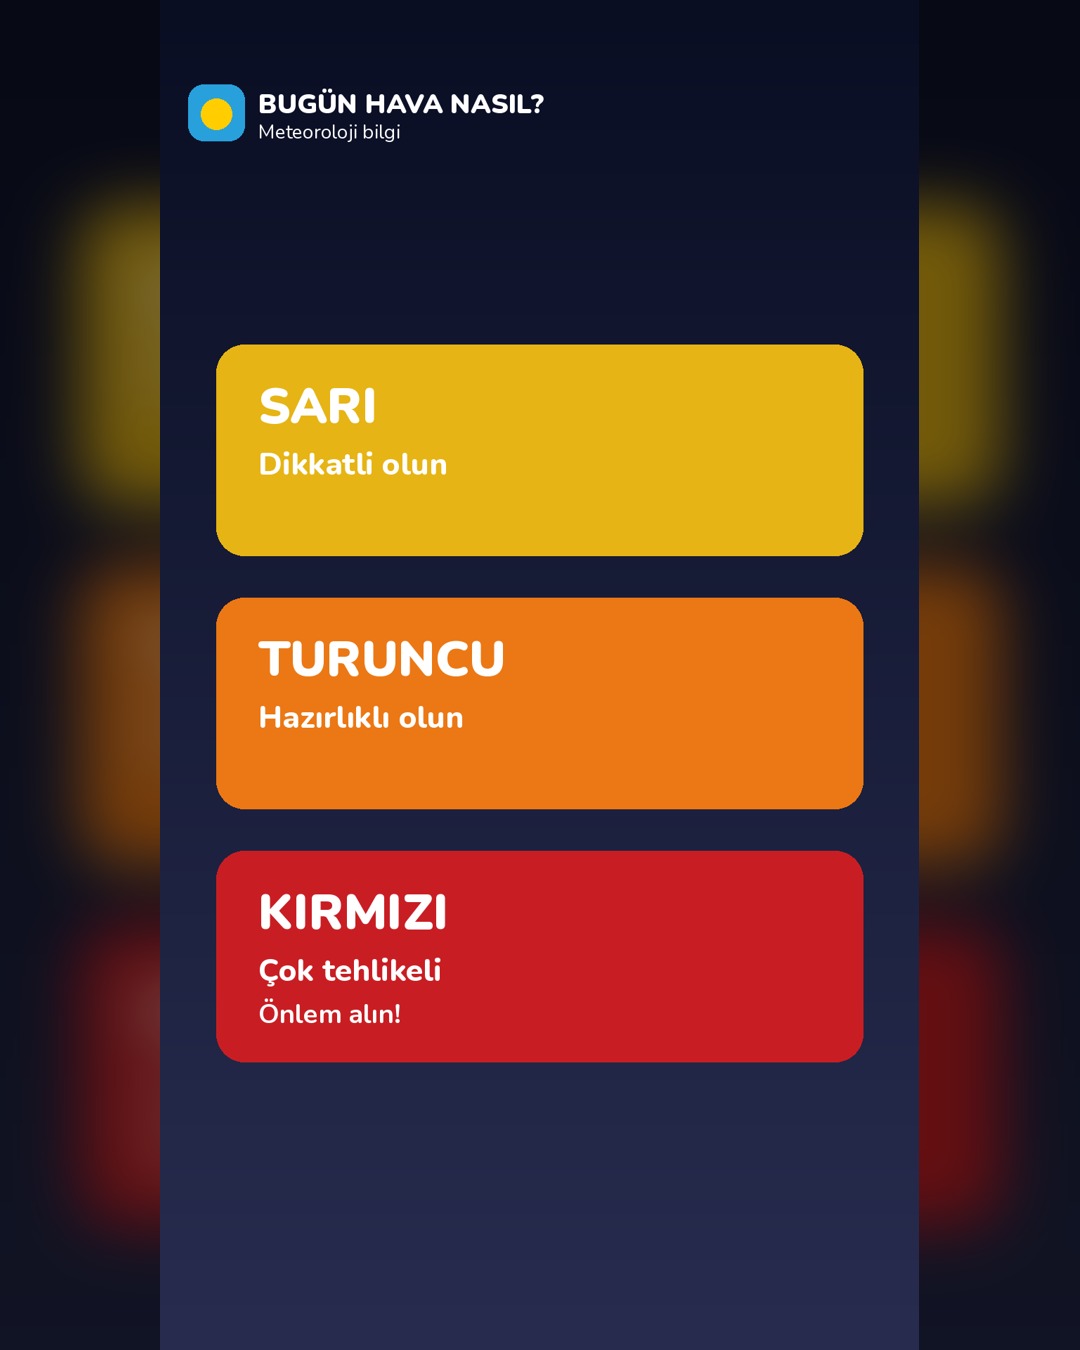 BUGÜN HAVA NASIL?
Meteoroloji bilgi
SARI
Dikkatli olun
TURUNCU
Hazırlıklı olun
KIRMIZI
Çok tehlikeli
Önlem alın!